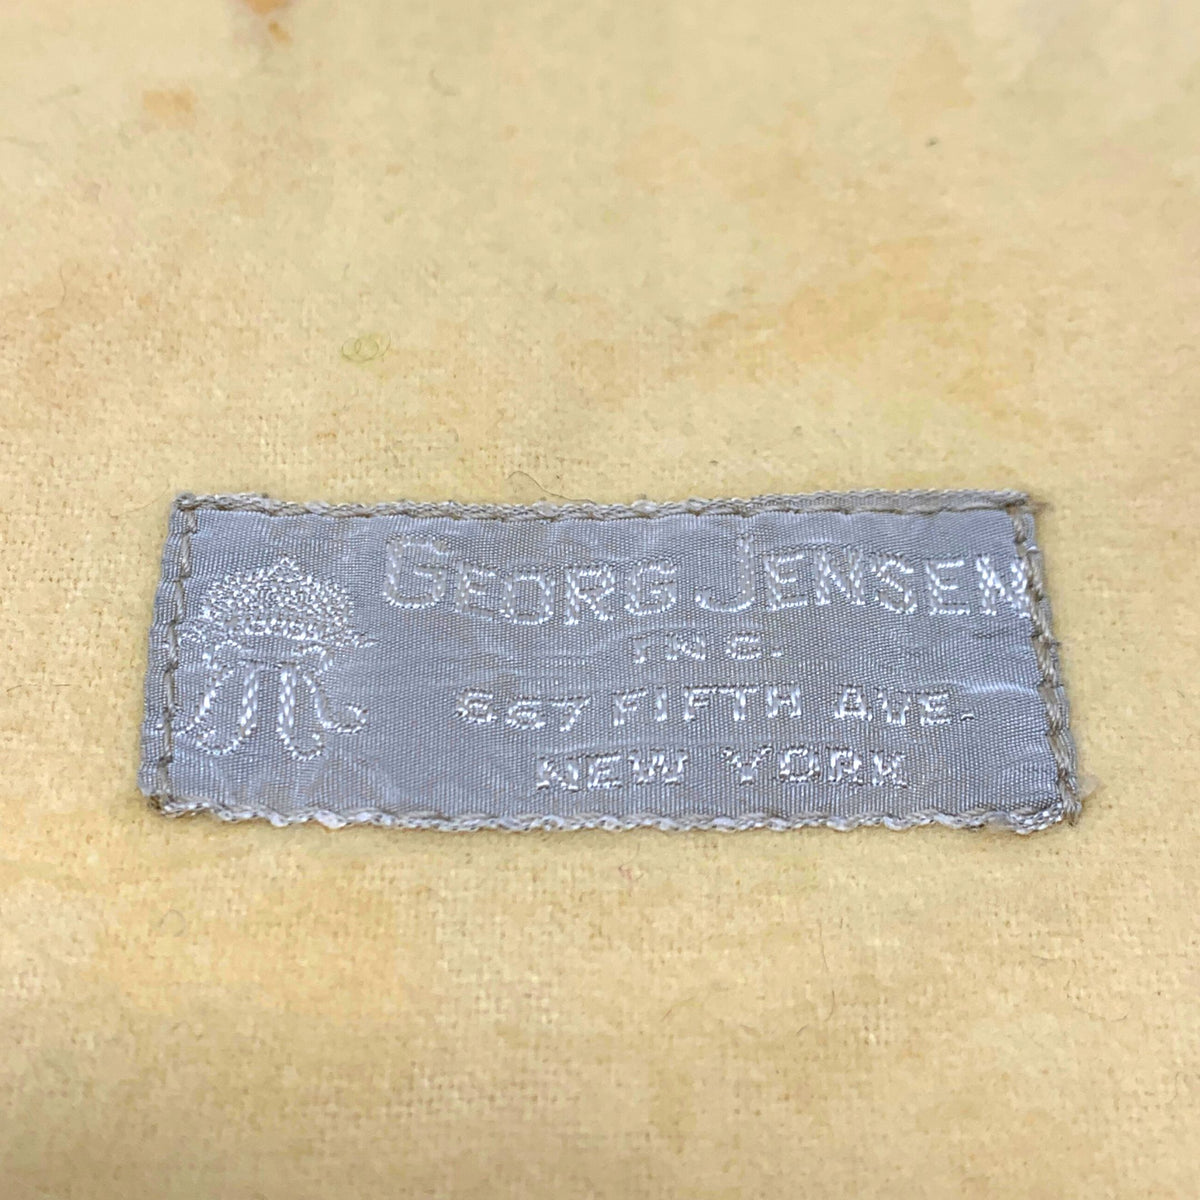 GEORG JENSEN
INC.
667 FIFTH AVE.
NEW YORK